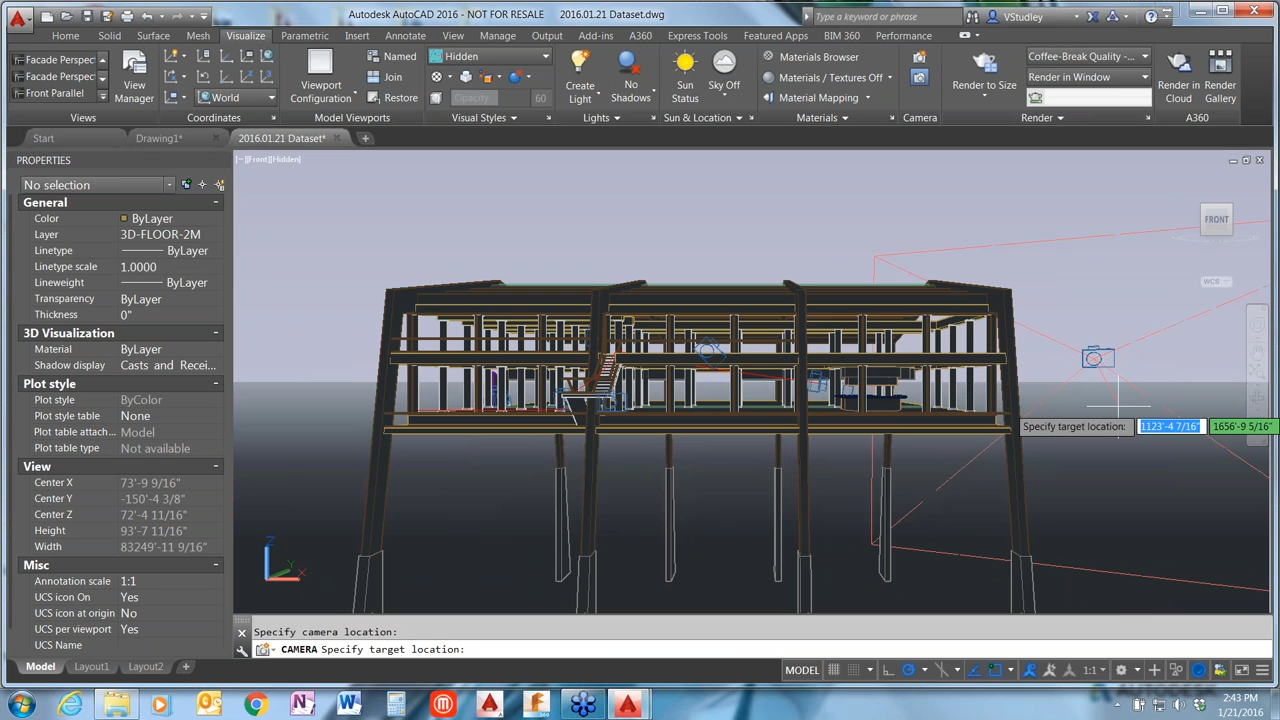 Autodesk AutoCAD 2016 - NOT FOR RESALE 2016.01.21 Dataset.dwg
Type a keyword or phrase
VStudley
Home Solid Surface Mesh Visualize Parametric Insert Annotate View Manage Output Add-ins A360 Express Tools Featured Apps BIM 360 Performance
Facade Perspect
Facade Perspec
Front Parallel
View
Manager
Views
World
Coordinates
Viewport
Configuration
Named
Join
Restore
Model Viewports
Hidden
Opacity 60
Visual Styles
Create
Light
No
Shadows
Lights
Sun
Status
Sky Off
Sun & Location
Materials Browser
Materials / Textures Off
Material Mapping
Materials
Camera
Render to Size
Coffee-Break Quality -
Render in Window
Render
Render in
Cloud
Render
Gallery
A360
Start Drawing1* 2016.01.21 Dataset*
PROPERTIES
No selection
General
Color ByLayer
Layer 3D-FLOOR-2M
Linetype ByLayer
Linetype scale 1.0000
Lineweight ByLayer
Transparency ByLayer
Thickness 0"
3D Visualization
Material ByLayer
Shadow display Casts and Recei...
Plot style
Plot style ByColor
Plot style table None
Plot table attach... Model
Plot table type Not available
View
Center X 73'-9 9/16"
Center Y -150'-4 3/8"
Center Z 72'-4 11/16"
Height 93'-7 11/16"
Width 83249'-11 9/16"
Misc
Annotation scale 1:1
UCS icon On Yes
UCS icon at origin No
UCS per viewport Yes
UCS Name
[−][Front][Hidden]
FRONT
WCS
Specify target location: 1123'-4 7/16" 1656'-9 5/16"
Z
Y
X
Specify camera location:
CAMERA Specify target location:
Model Layout1 Layout2
MODEL 1:1
2:43 PM
1/21/2016